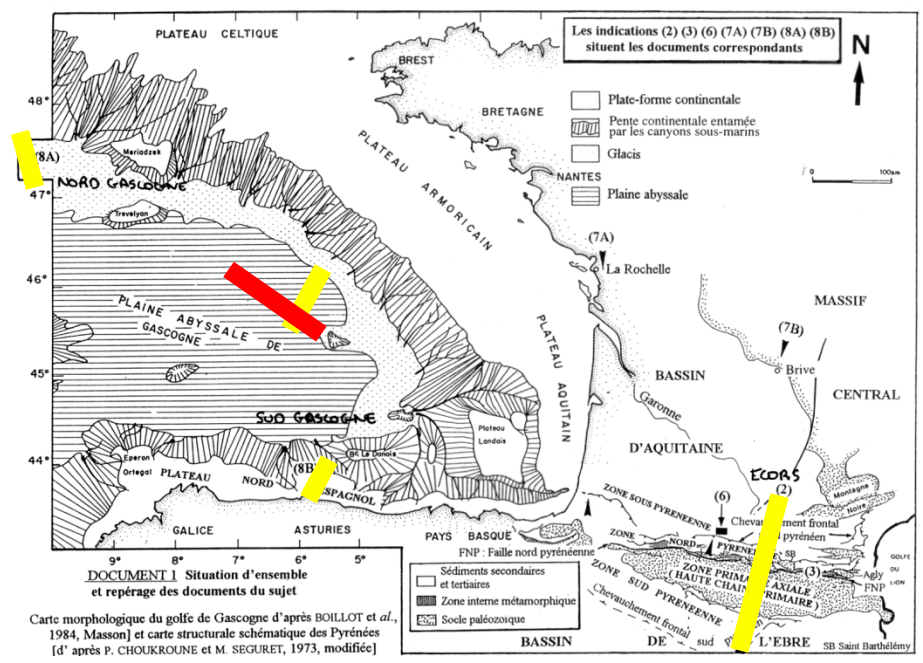 PLATEAU CELTIQUE
Les indications (2) (3) (6) (7A) (7B) (8A) (8B)
situent les documents correspondants
N
BREST
BRETAGNE
Plate-forme continentale
Pente continentale entamée
par les canyons sous-marins
Glacis
Plaine abyssale
0 100km
48°
47°
46°
45°
44°
(8A)
Meriadzek
NORD GASCOGNE
Trevelyan
PLATEAU ARMORICAIN
NANTES
(7A)
La Rochelle
MASSIF
CENTRAL
(7B)
Brive
PLAINE ABYSSALE DE
GASCOGNE
PLATEAU AQUITAIN
BASSIN
D'AQUITAINE
Garonne
SUD GASCOGNE
Plateau
Landais
Bc Le Danois
Eperon
Ortegal
(8B)
PLATEAU NORD ESPAGNOL
GALICE
ASTURIES
PAYS BASQUE
ECORS
(2)
Montagne
Noire
(6)
ZONE SOUS PYREENNE
Chevauchement frontal
pyrénéen
ZONE NORD PYRENEENNE
SB
GOLFE
DU
LION
(3)
Agly
FNP
ZONE PRIMAIRE AXIALE
(HAUTE CHAINE PRIMAIRE)
ZONE SUD PYREENNE
Chevauchement frontal
sud
FNP : Faille nord pyrénéenne
9° 8° 7° 6° 5°
DOCUMENT 1 Situation d'ensemble
et repérage des documents du sujet
Carte morphologique du golfe de Gascogne d'après BOILLOT et al.,
1984, Masson] et carte structurale schématique des Pyrénées
[d' après P. CHOUKROUNE et M. SEGURET, 1973, modifiée]
Sédiments secondaires
et tertiaires
Zone interne métamorphique
Socle paléozoïque
BASSIN DE L'EBRE
SB Saint Barthélémy